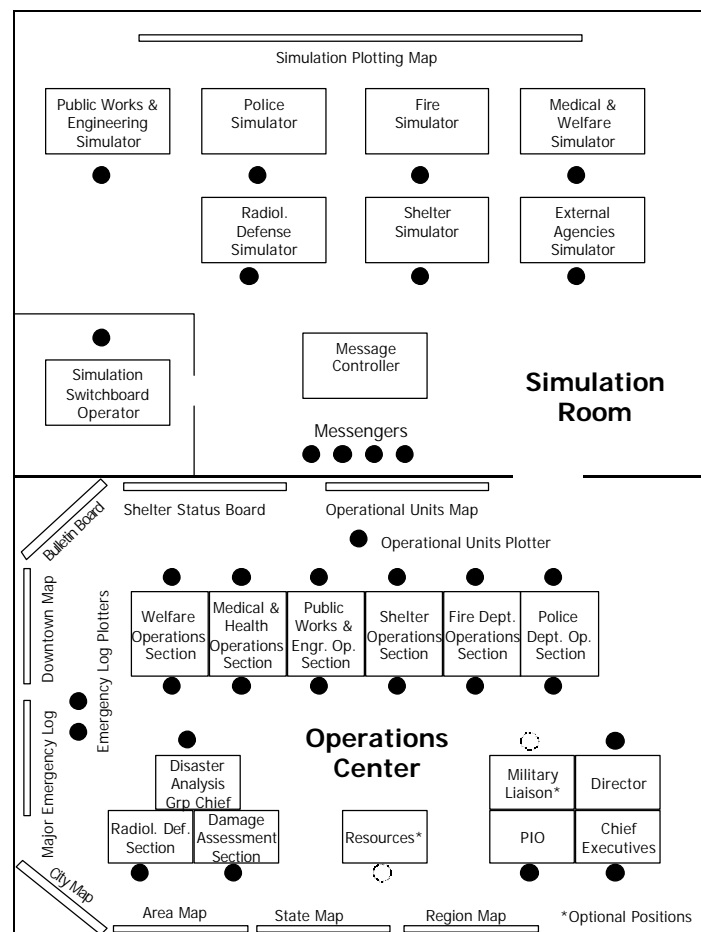 Simulation Plotting Map
Public Works &
Engineering
Simulator
Police
Simulator
Fire
Simulator
Medical &
Welfare
Simulator
Radiol.
Defense
Simulator
Shelter
Simulator
External
Agencies
Simulator
Simulation
Switchboard
Operator
Message
Controller
Simulation
Room
Messengers
Bulletin Board
Shelter Status Board
Operational Units Map
Operational Units Plotter
Downtown Map
Emergency Log Plotters
Welfare
Operations
Section
Medical &
Health
Operations
Section
Public
Works &
Engr. Op.
Section
Shelter
Operations
Section
Fire Dept.
Operations
Section
Police
Dept. Op.
Section
Major Emergency Log
Operations
Center
Disaster
Analysis
Grp Chief
Radiol. Def.
Section
Damage
Assessment
Section
Resources*
Military
Liaison*
Director
PIO
Chief
Executives
City Map
Area Map
State Map
Region Map
*Optional Positions